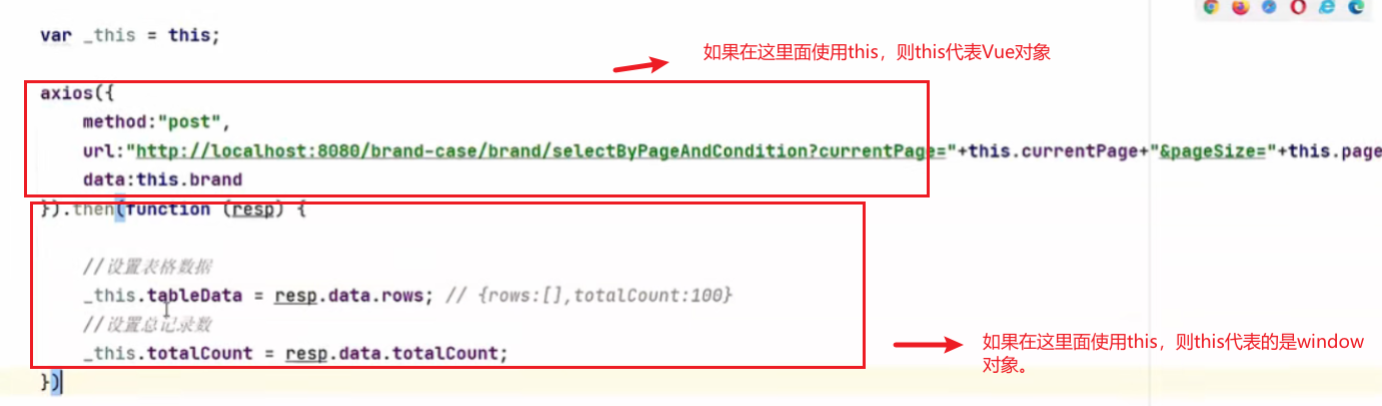 var _this = this;
如果在这里面使用this，则this代表Vue对象
axios({
method:"post",
url:"http://localhost:8080/brand-case/brand/selectByPageAndCondition?currentPage="+this.currentPage+"&pageSize="+this.page
data:this.brand
}).then(function (resp) {
//设置表格数据
_this.tableData = resp.data.rows; // {rows:[],totalCount:100}
//设置总记录数
_this.totalCount = resp.data.totalCount;
如果在这里面使用this，则this代表的是window
对象。
})